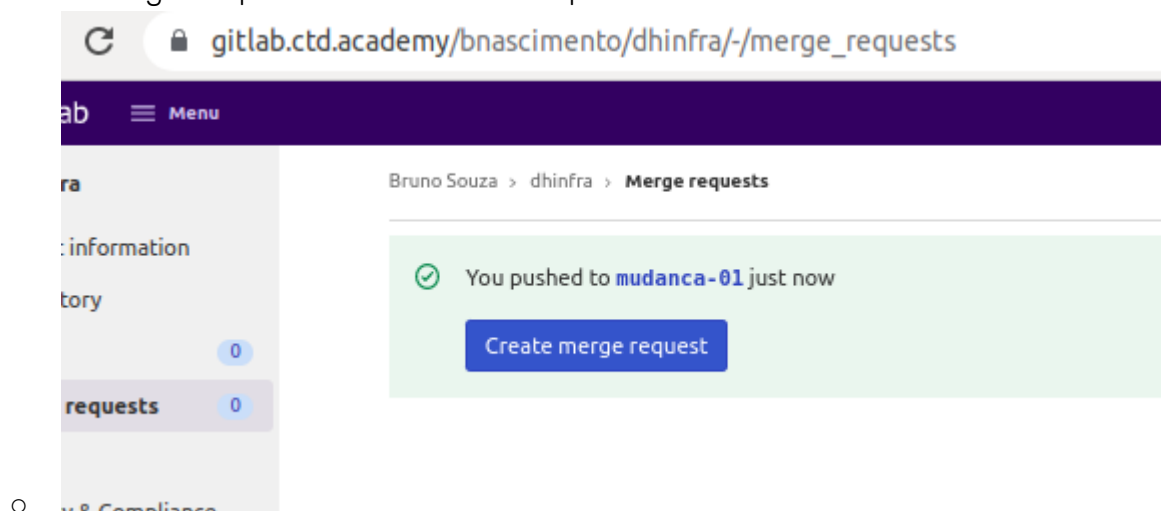 gitlab.ctd.academy/bnascimento/dhinfra/-/merge_requests
ab Menu
ra
Bruno Souza > dhinfra > Merge requests
information
tory
You pushed to mudanca-01 just now
Create merge request
0
requests 0
y & Compliance